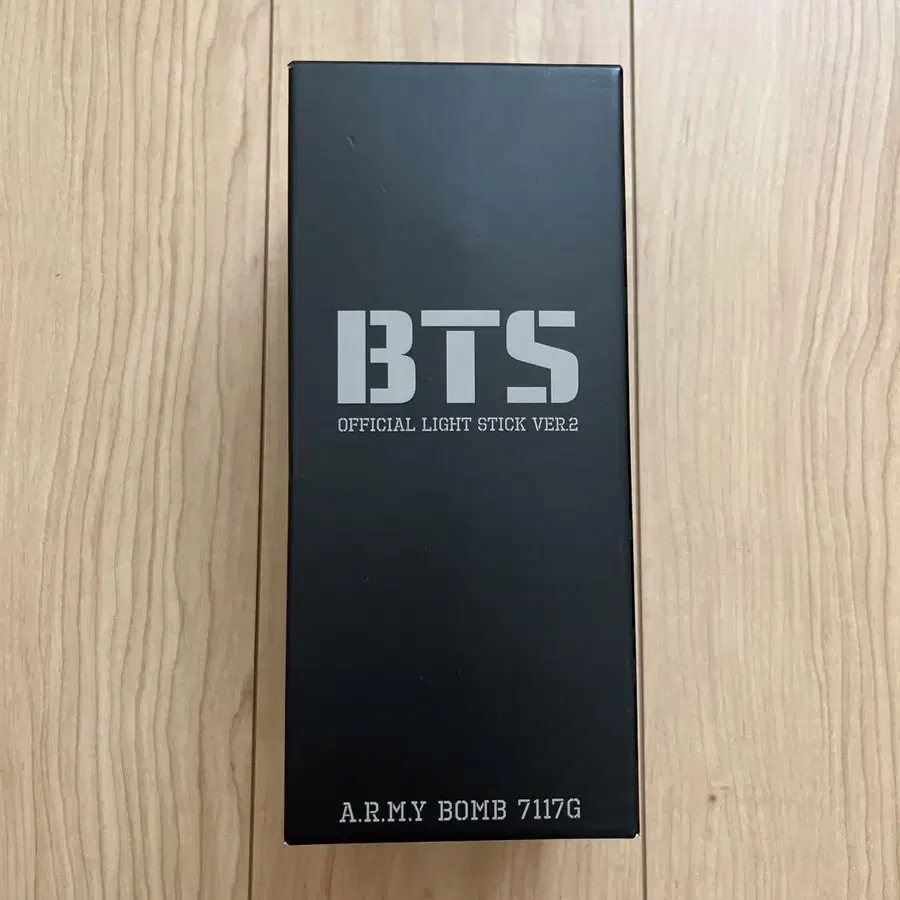 BTS
OFFICIAL LIGHT STICK VER.2
A.R.M.Y BOMB 7117G